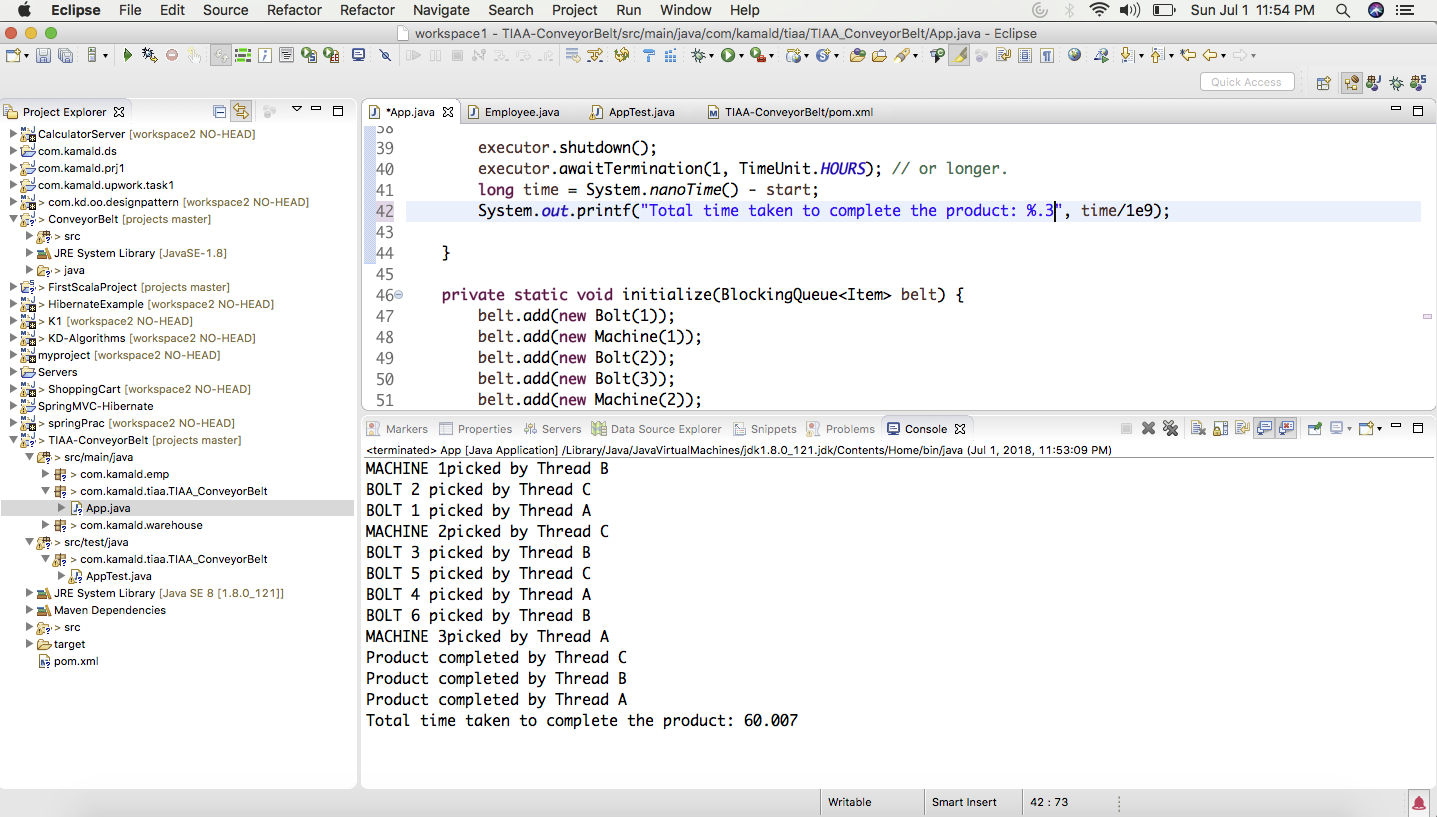 Eclipse File Edit Source Refactor Refactor Navigate Search Project Run Window Help Sun Jul 1 11:54 PM
workspace1 - TIAA-ConveyorBelt/src/main/java/com/kamald/tiaa/TIAA_ConveyorBelt/App.java - Eclipse
Quick Access
Project Explorer
CalculatorServer [workspace2 NO-HEAD]
com.kamald.ds
com.kamald.prj1
com.kamald.upwork.task1
> com.kd.oo.designpattern [workspace2 NO-HEAD]
> ConveyorBelt [projects master]
> src
JRE System Library [JavaSE-1.8]
> java
> FirstScalaProject [projects master]
> HibernateExample [workspace2 NO-HEAD]
> K1 [workspace2 NO-HEAD]
> KD-Algorithms [workspace2 NO-HEAD]
myproject [workspace2 NO-HEAD]
Servers
> ShoppingCart [workspace2 NO-HEAD]
SpringMVC-Hibernate
> springPrac [workspace2 NO-HEAD]
> TIAA-ConveyorBelt [projects master]
> src/main/java
> com.kamald.emp
> com.kamald.tiaa.TIAA_ConveyorBelt
App.java
> com.kamald.warehouse
> src/test/java
> com.kamald.tiaa.TIAA_ConveyorBelt
AppTest.java
JRE System Library [Java SE 8 [1.8.0_121]]
Maven Dependencies
> src
target
pom.xml
*App.java Employee.java AppTest.java TIAA-ConveyorBelt/pom.xml
38
39 executor.shutdown();
40 executor.awaitTermination(1, TimeUnit.HOURS); // or longer.
41 long time = System.nanoTime() - start;
42 System.out.printf("Total time taken to complete the product: %.3", time/1e9);
43
44 }
45
46 private static void initialize(BlockingQueue<Item> belt) {
47 belt.add(new Bolt(1));
48 belt.add(new Machine(1));
49 belt.add(new Bolt(2));
50 belt.add(new Bolt(3));
51 belt.add(new Machine(2));
Markers Properties Servers Data Source Explorer Snippets Problems Console
<terminated> App [Java Application] /Library/Java/JavaVirtualMachines/jdk1.8.0_121.jdk/Contents/Home/bin/java (Jul 1, 2018, 11:53:09 PM)
MACHINE 1picked by Thread B
BOLT 2 picked by Thread C
BOLT 1 picked by Thread A
MACHINE 2picked by Thread C
BOLT 3 picked by Thread B
BOLT 5 picked by Thread C
BOLT 4 picked by Thread A
BOLT 6 picked by Thread B
MACHINE 3picked by Thread A
Product completed by Thread C
Product completed by Thread B
Product completed by Thread A
Total time taken to complete the product: 60.007
Writable Smart Insert 42 : 73